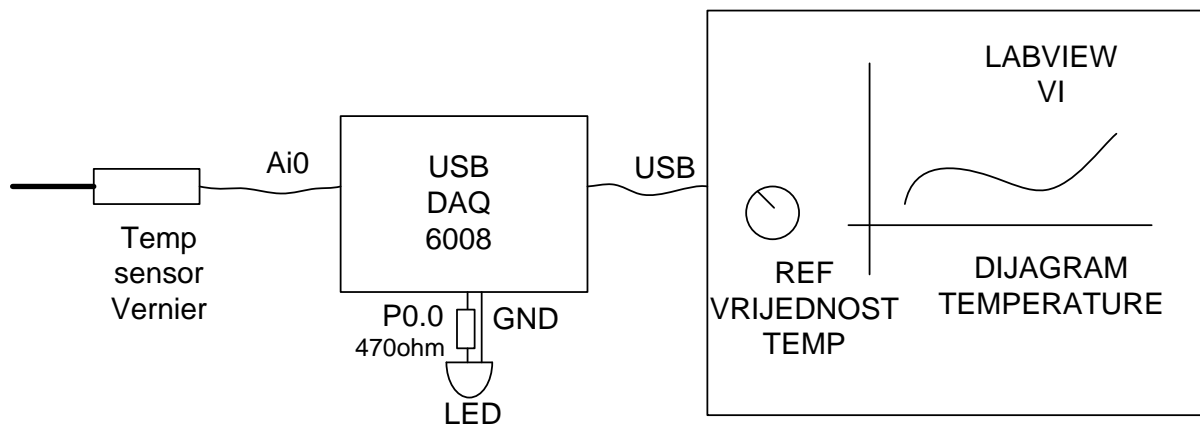 Ai0
Temp
sensor
Vernier
USB
DAQ
6008
P0.0
470ohm
GND
LED
USB
LABVIEW
VI
REF
VRIJEDNOST
TEMP
DIJAGRAM
TEMPERATURE